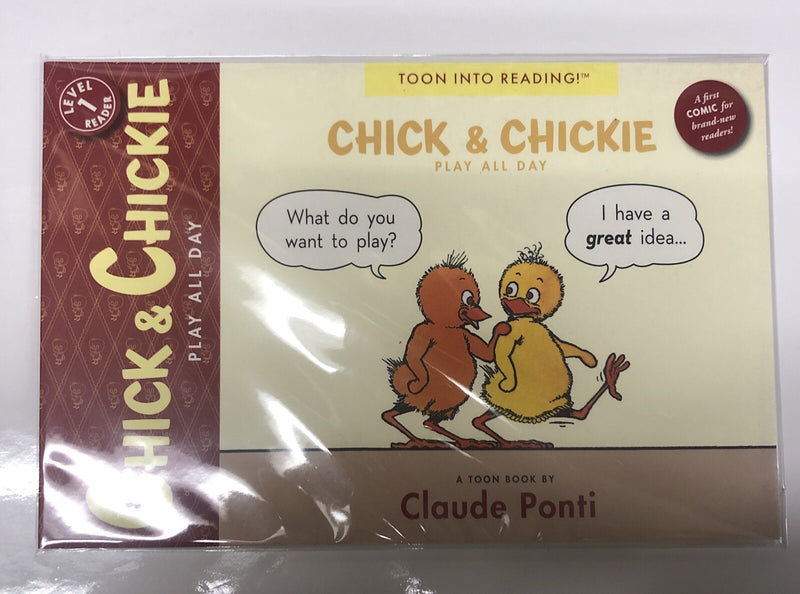 LEVEL
1
READER
CHICK & CHICKIE
PLAY ALL DAY
TOON INTO READING!™
A first
COMIC for
brand-new
readers!
CHICK & CHICKIE
PLAY ALL DAY
What do you
want to play?
I have a
great idea...
A TOON BOOK BY
Claude Ponti